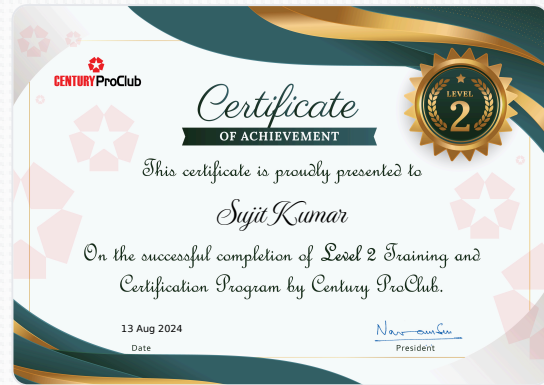 CENTURY ProClub
LEVEL
2
Certificate
OF ACHIEVEMENT
This certificate is proudly presented to
Sujit Kumar
On the successful completion of Level 2 Training and
Certification Program by Century ProClub.
13 Aug 2024
Date
President